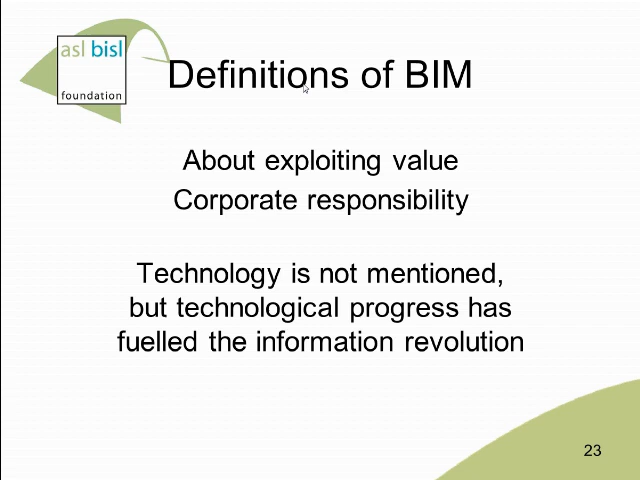 asl bisl
foundation
Definitions of BIM
About exploiting value
Corporate responsibility
Technology is not mentioned,
but technological progress has
fuelled the information revolution
23